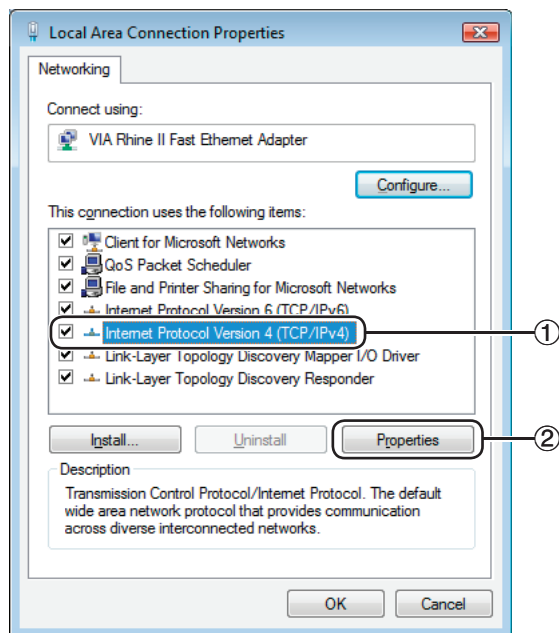 Local Area Connection Properties
Networking
Connect using:
VIA Rhine II Fast Ethernet Adapter
Configure...
This connection uses the following items:
Client for Microsoft Networks
QoS Packet Scheduler
File and Printer Sharing for Microsoft Networks
Internet Protocol Version 6 (TCP/IPv6)
Internet Protocol Version 4 (TCP/IPv4)
①
Link-Layer Topology Discovery Mapper I/O Driver
Link-Layer Topology Discovery Responder
Install...
Uninstall
Properties
②
Description
Transmission Control Protocol/Internet Protocol. The default
wide area network protocol that provides communication
across diverse interconnected networks.
OK
Cancel